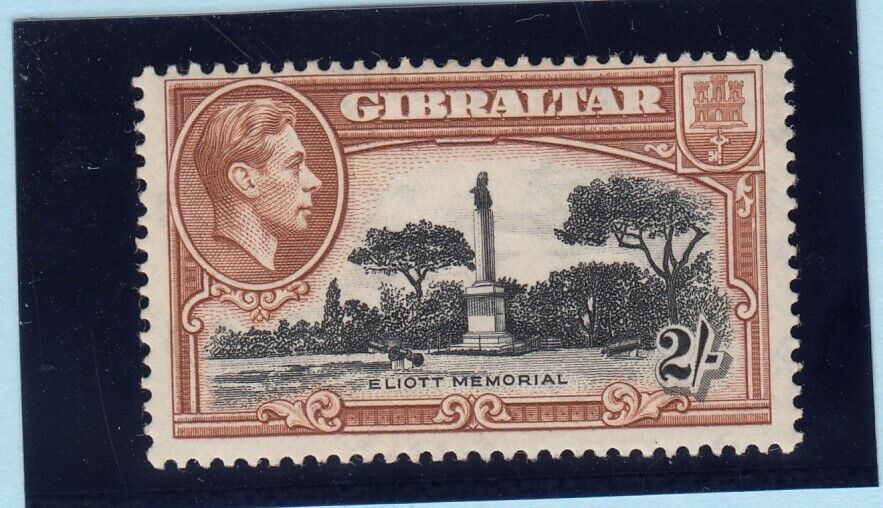 GIBRALTAR
2/-
ELIOTT MEMORIAL